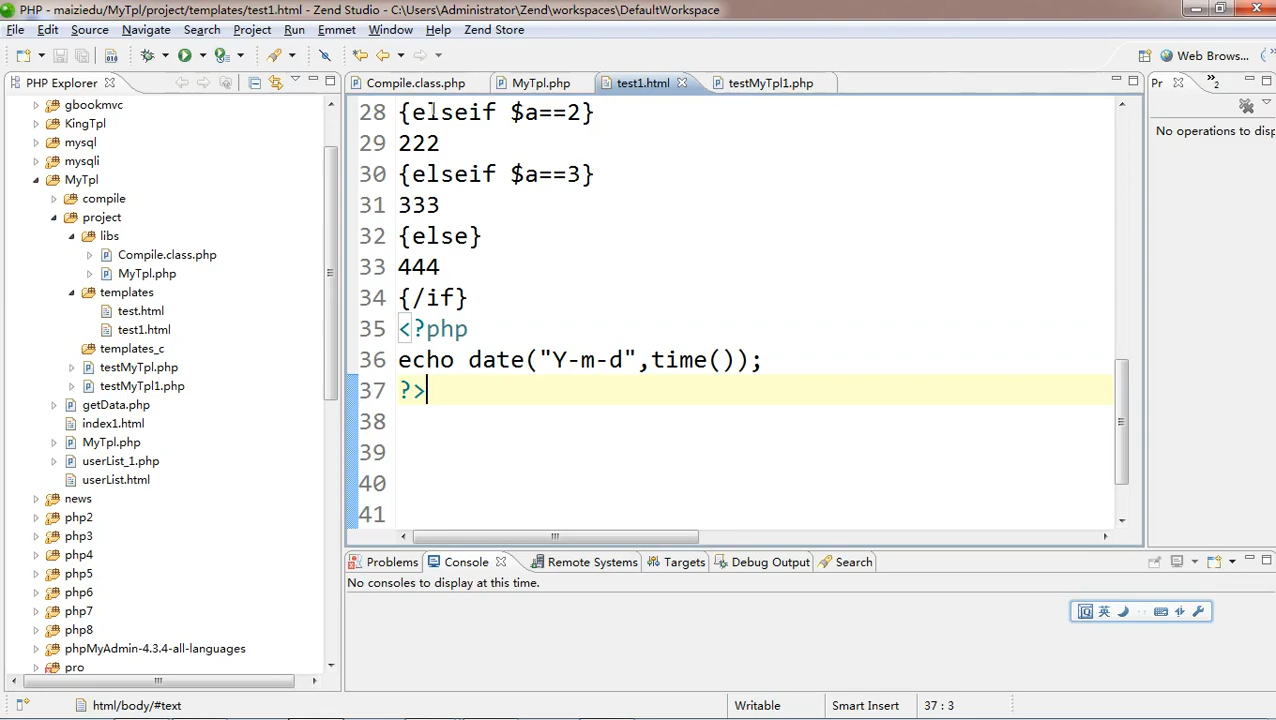 PHP - maiziedu/MyTpl/project/templates/test1.html - Zend Studio - C:\Users\Administrator\Zend\workspaces\DefaultWorkspace
File Edit Source Navigate Search Project Run Emmet Window Help Zend Store
Web Brows...
PHP Explorer
Compile.class.php
MyTpl.php
test1.html
testMyTpl1.php
Pr
»2
gbookmvc
KingTpl
mysql
mysqli
MyTpl
compile
project
libs
Compile.class.php
MyTpl.php
templates
test.html
test1.html
templates_c
testMyTpl.php
testMyTpl1.php
getData.php
index1.html
MyTpl.php
userList_1.php
userList.html
news
php2
php3
php4
php5
php6
php7
php8
phpMyAdmin-4.3.4-all-languages
pro
28 {elseif $a==2}
29 222
30 {elseif $a==3}
31 333
32 {else}
33 444
34 {/if}
35 <?php
36 echo date("Y-m-d",time());
37 ?>
38
39
40
41
No operations to disp
Problems
Console
Remote Systems
Targets
Debug Output
Search
No consoles to display at this time.
英
html/body/#text
Writable
Smart Insert
37 : 3